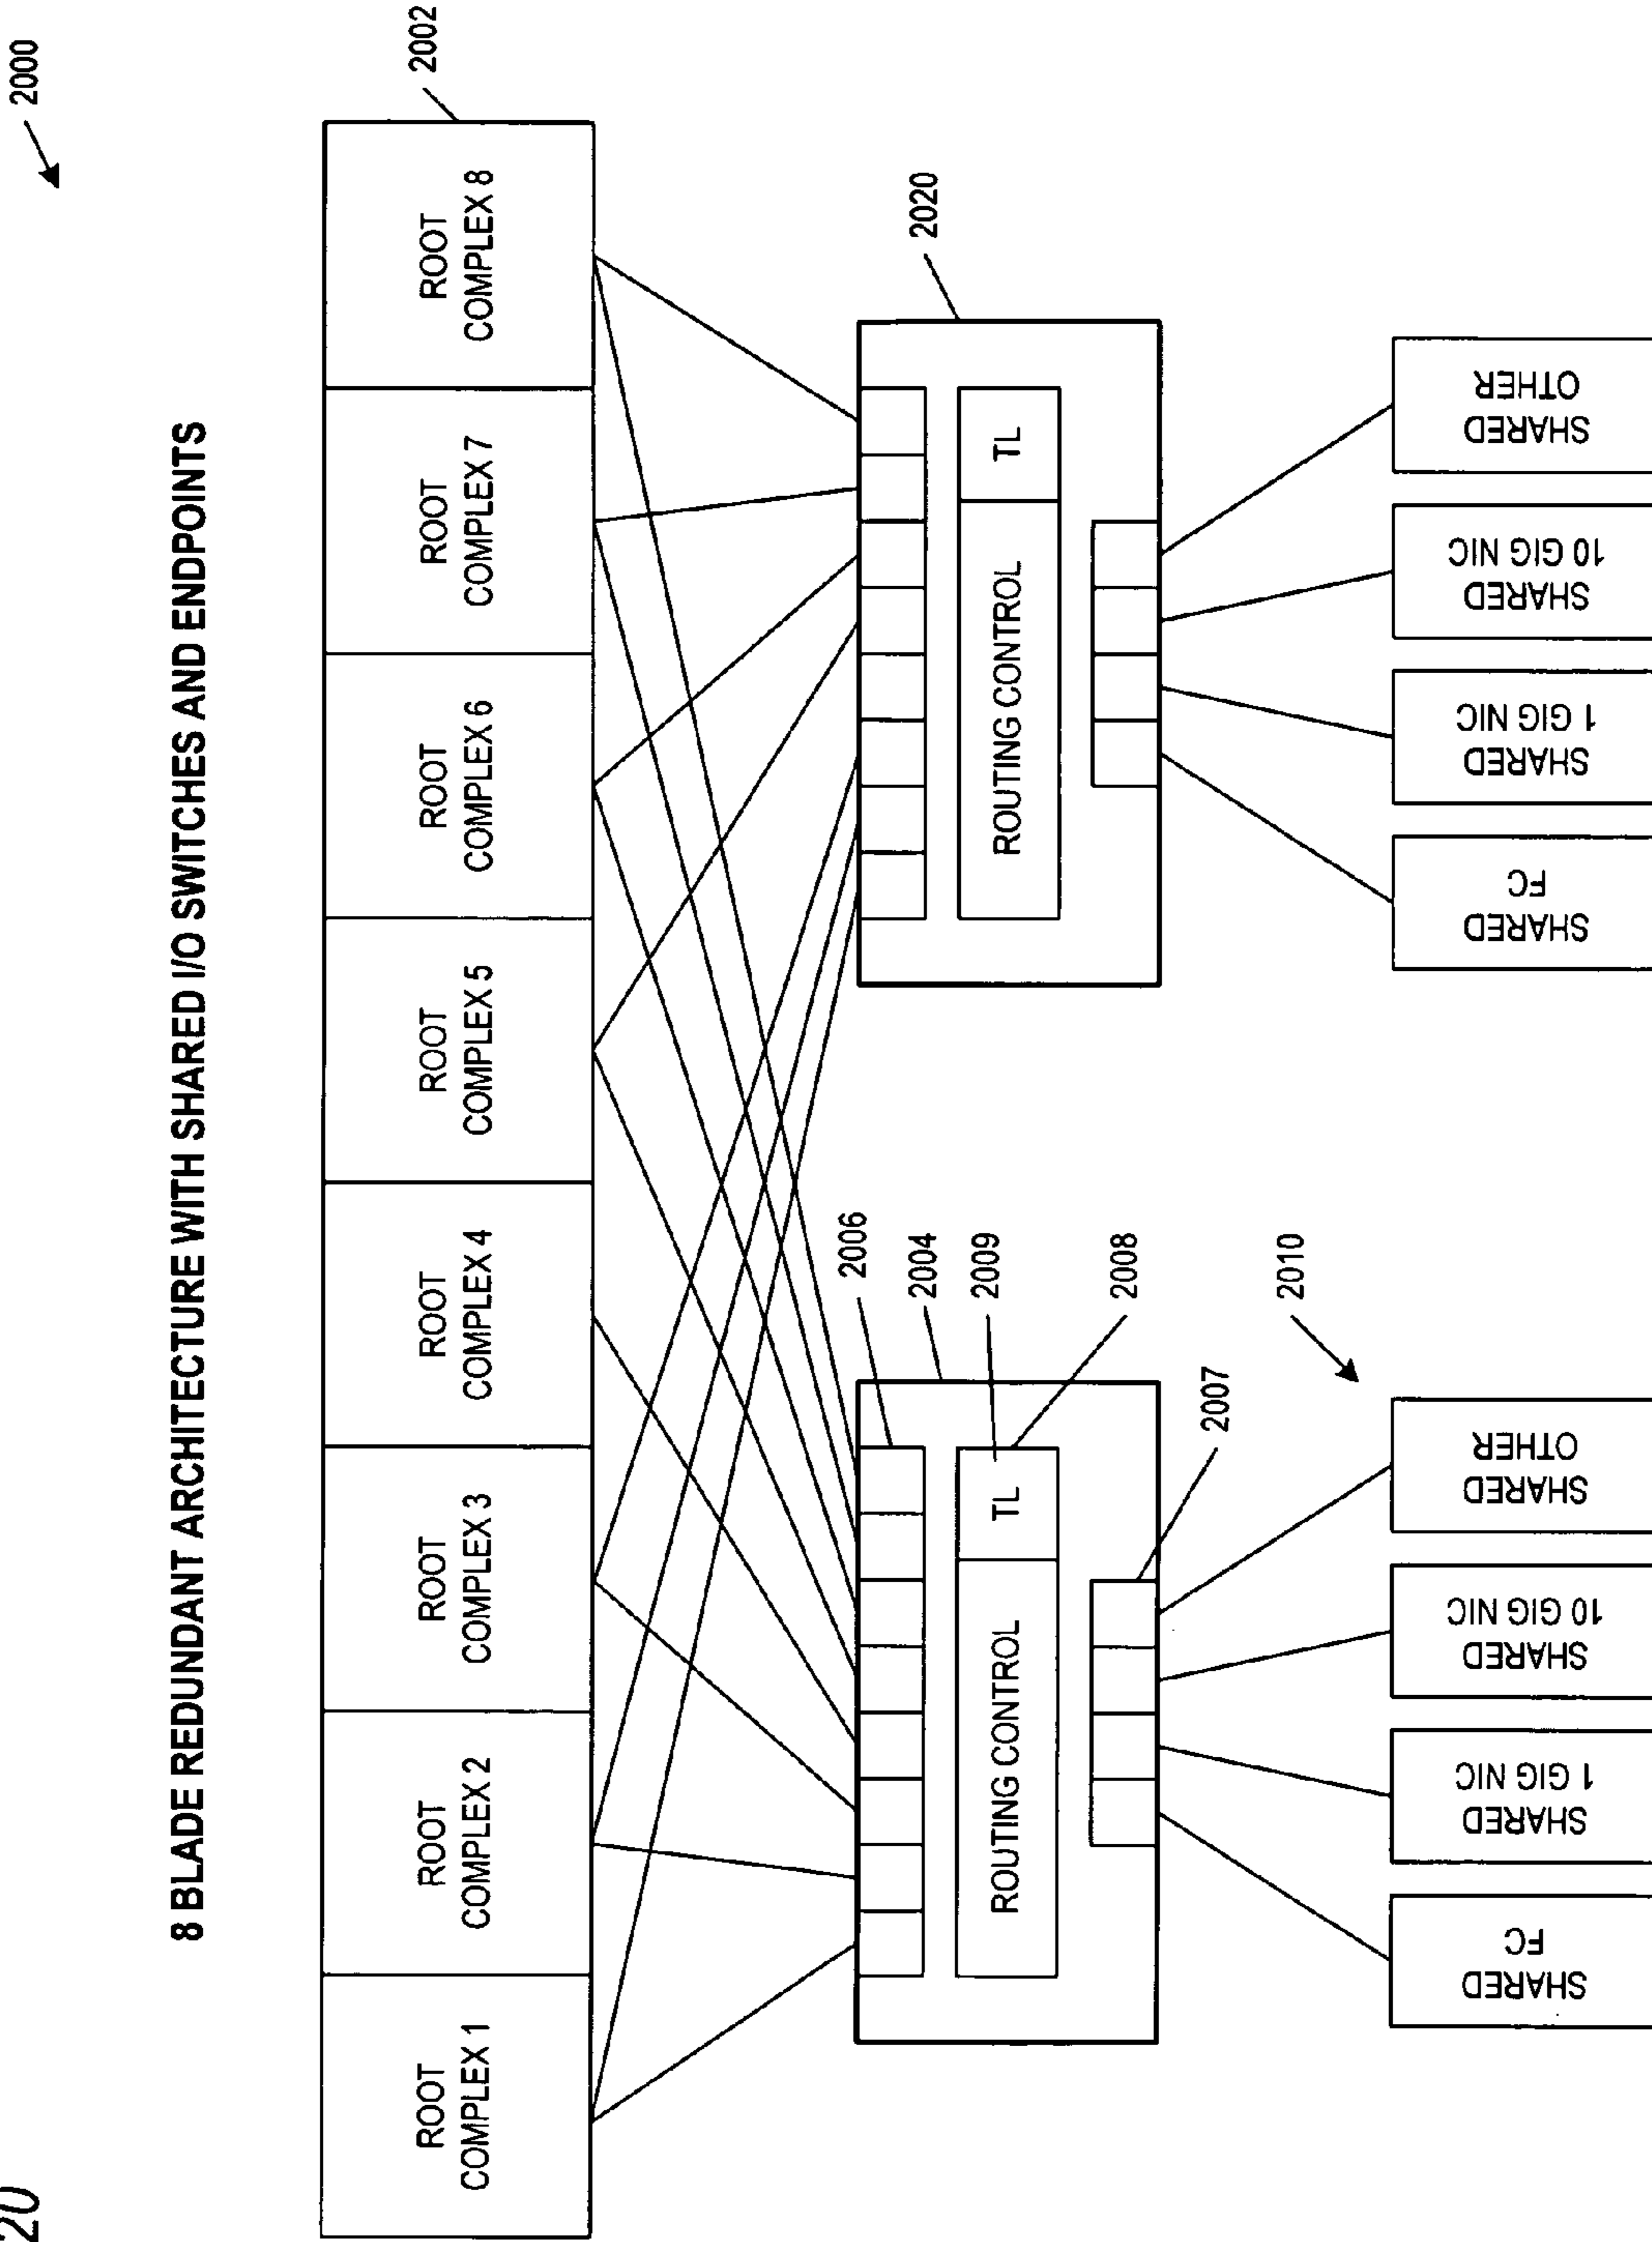 20
2000
8 BLADE REDUNDANT ARCHITECTURE WITH SHARED I/O SWITCHES AND ENDPOINTS
2002
ROOT
COMPLEX 1
ROOT
COMPLEX 2
ROOT
COMPLEX 3
ROOT
COMPLEX 4
ROOT
COMPLEX 5
ROOT
COMPLEX 6
ROOT
COMPLEX 7
ROOT
COMPLEX 8
2006
2004
2009
2008
2007
2010
ROUTING CONTROL
TL
2020
ROUTING CONTROL
TL
SHARED
FC
SHARED
1 GIG NIC
SHARED
10 GIG NIC
SHARED
OTHER
SHARED
FC
SHARED
1 GIG NIC
SHARED
10 GIG NIC
SHARED
OTHER